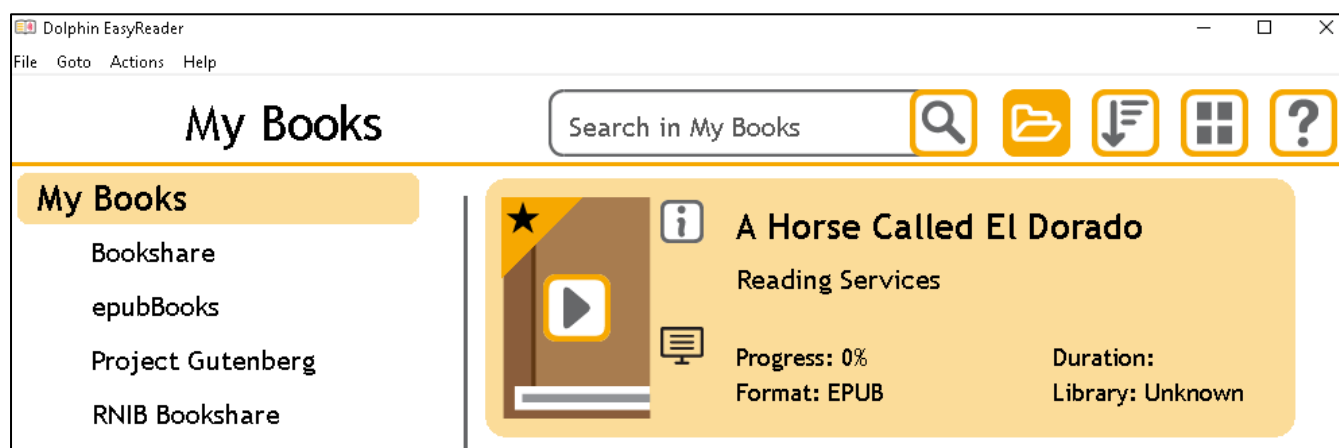 Dolphin EasyReader
File Goto Actions Help
My Books
Search in My Books
?
My Books
Bookshare
epubBooks
Project Gutenberg
RNIB Bookshare
i
A Horse Called El Dorado
Reading Services
Progress: 0% Duration:
Format: EPUB Library: Unknown